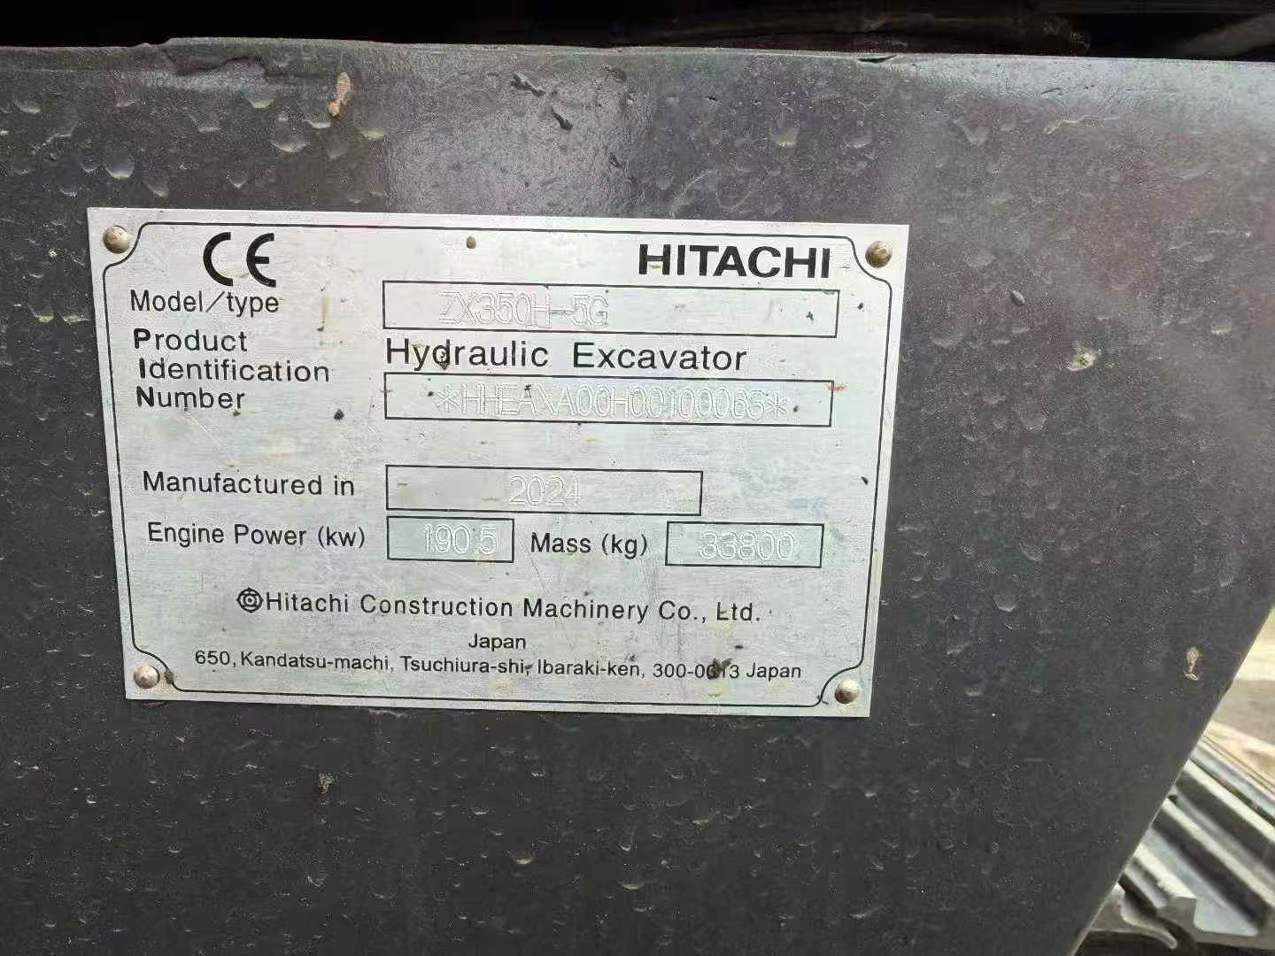 CE HITACHI
Model/type ZX350H-5G
Product Hydraulic Excavator
Identification
Number *HHEAXA00H00100065*
Manufactured in 2024
Engine Power (kw) 190.5 Mass (kg) 33800
Hitachi Construction Machinery Co., Ltd.
Japan
650, Kandatsu-machi, Tsuchiura-shi, Ibaraki-ken, 300-0013 Japan